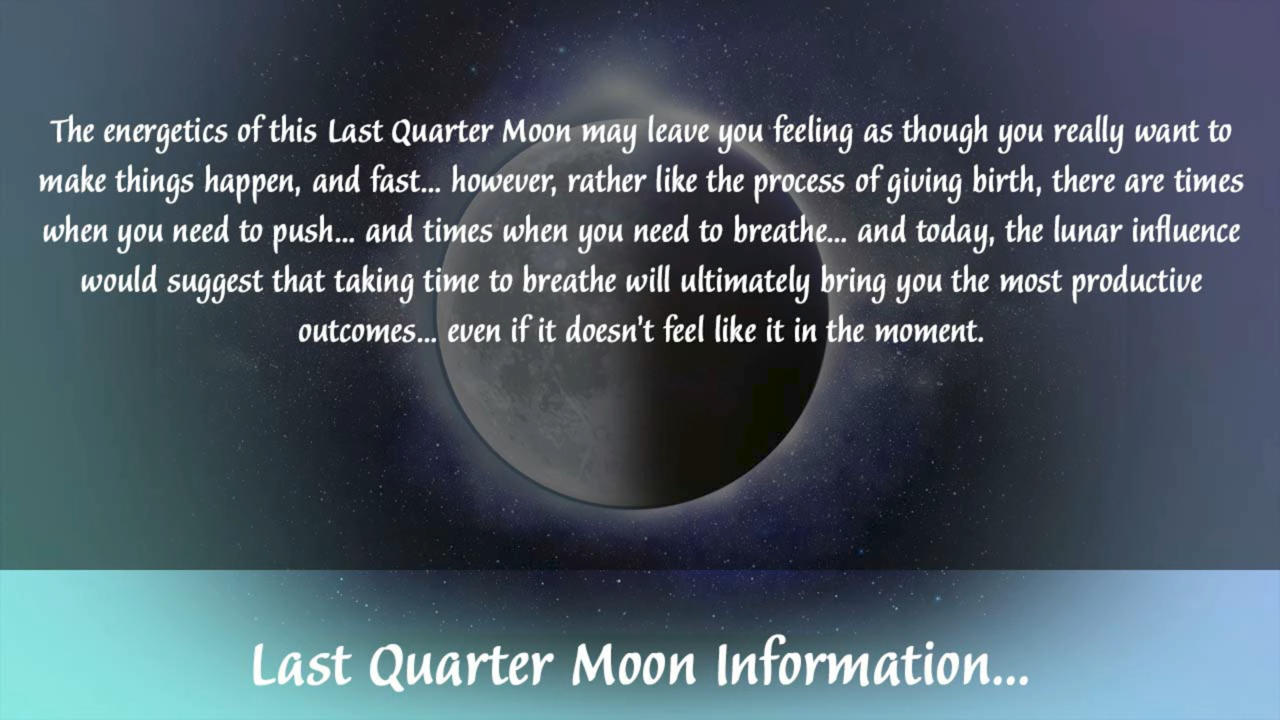 The energetics of this Last Quarter Moon may leave you feeling as though you really want to
make things happen, and fast... however, rather like the process of giving birth, there are times
when you need to push... and times when you need to breathe... and today, the lunar influence
would suggest that taking time to breathe will ultimately bring you the most productive
outcomes... even if it doesn't feel like it in the moment.
Last Quarter Moon Information...